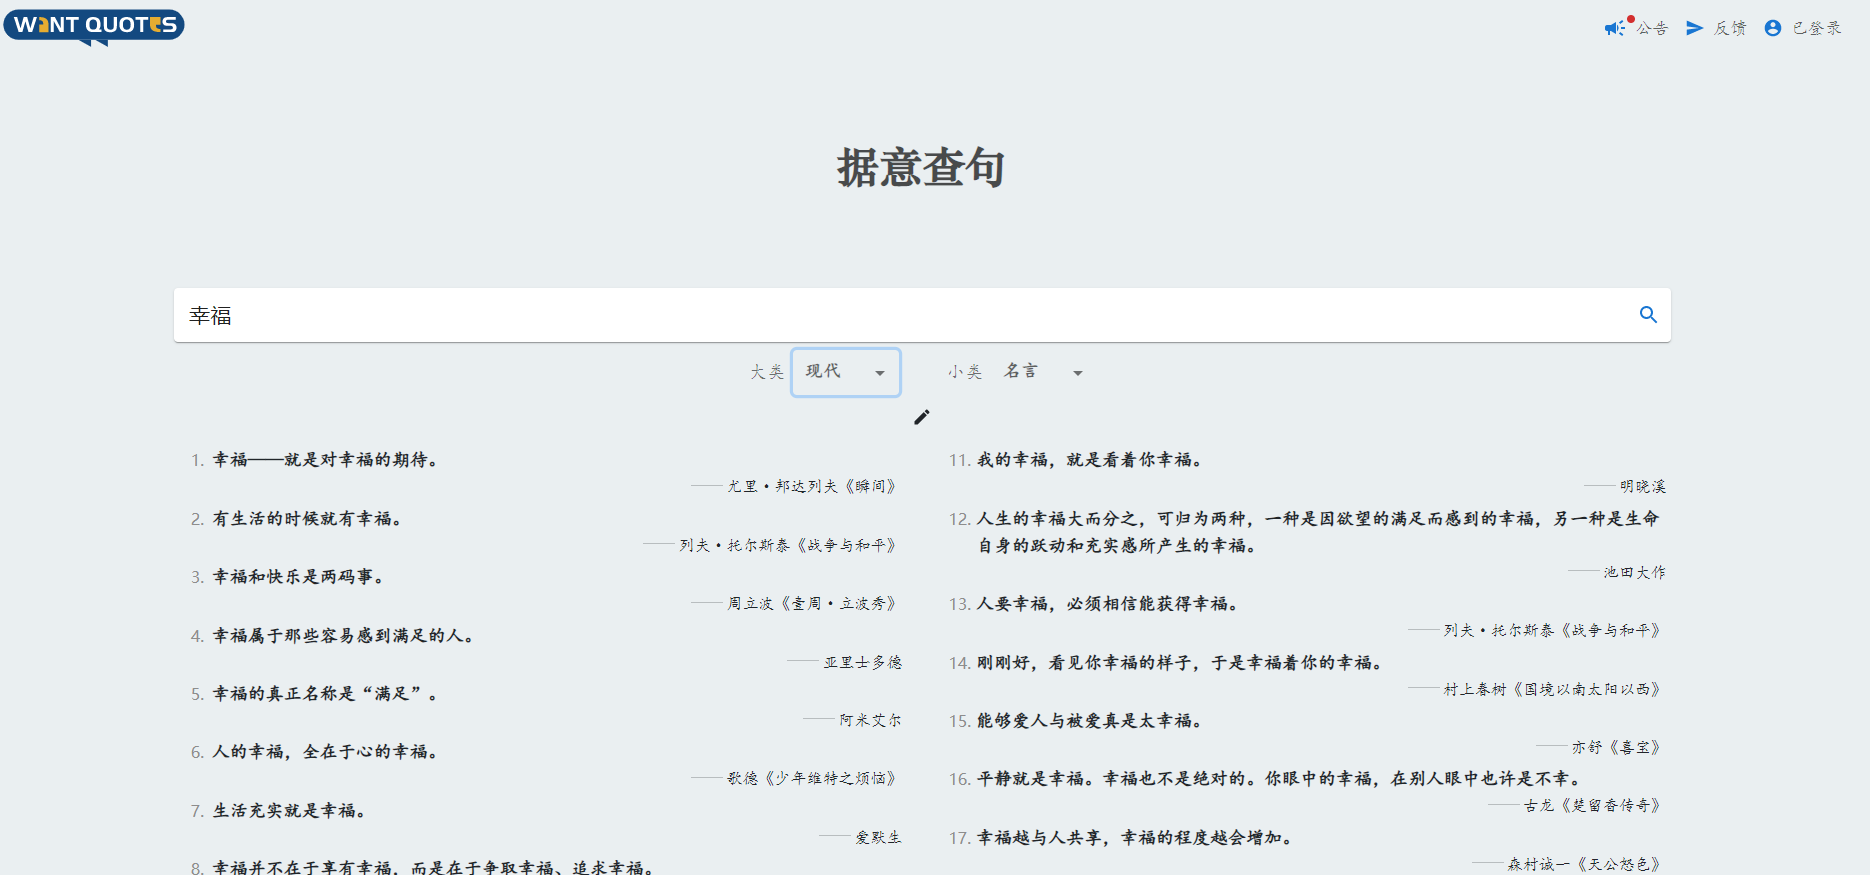 WANT QUOTES
公告 反馈 已登录
据意查句
幸福
大类 现代 小类 名言
1. 幸福——就是对幸福的期待。
——尤里·邦达列夫《瞬间》
2. 有生活的时候就有幸福。
——列夫·托尔斯泰《战争与和平》
3. 幸福和快乐是两码事。
——周立波《壹周·立波秀》
4. 幸福属于那些容易感到满足的人。
——亚里士多德
5. 幸福的真正名称是“满足”。
——阿米艾尔
6. 人的幸福，全在于心的幸福。
——歌德《少年维特之烦恼》
7. 生活充实就是幸福。
——爱默生
8. 幸福并不在于享有幸福，而是在于争取幸福、追求幸福。
11. 我的幸福，就是看着你幸福。
——明晓溪
12. 人生的幸福大而分之，可归为两种，一种是因欲望的满足而感到的幸福，另一种是生命
自身的跃动和充实感所产生的幸福。
——池田大作
13. 人要幸福，必须相信能获得幸福。
——列夫·托尔斯泰《战争与和平》
14. 刚刚好，看见你幸福的样子，于是幸福着你的幸福。
——村上春树《国境以南太阳以西》
15. 能够爱人与被爱真是太幸福。
——亦舒《喜宝》
16. 平静就是幸福。幸福也不是绝对的。你眼中的幸福，在别人眼中也许是不幸。
——古龙《楚留香传奇》
17. 幸福越与人共享，幸福的程度越会增加。
——森村诚一《天公怒色》